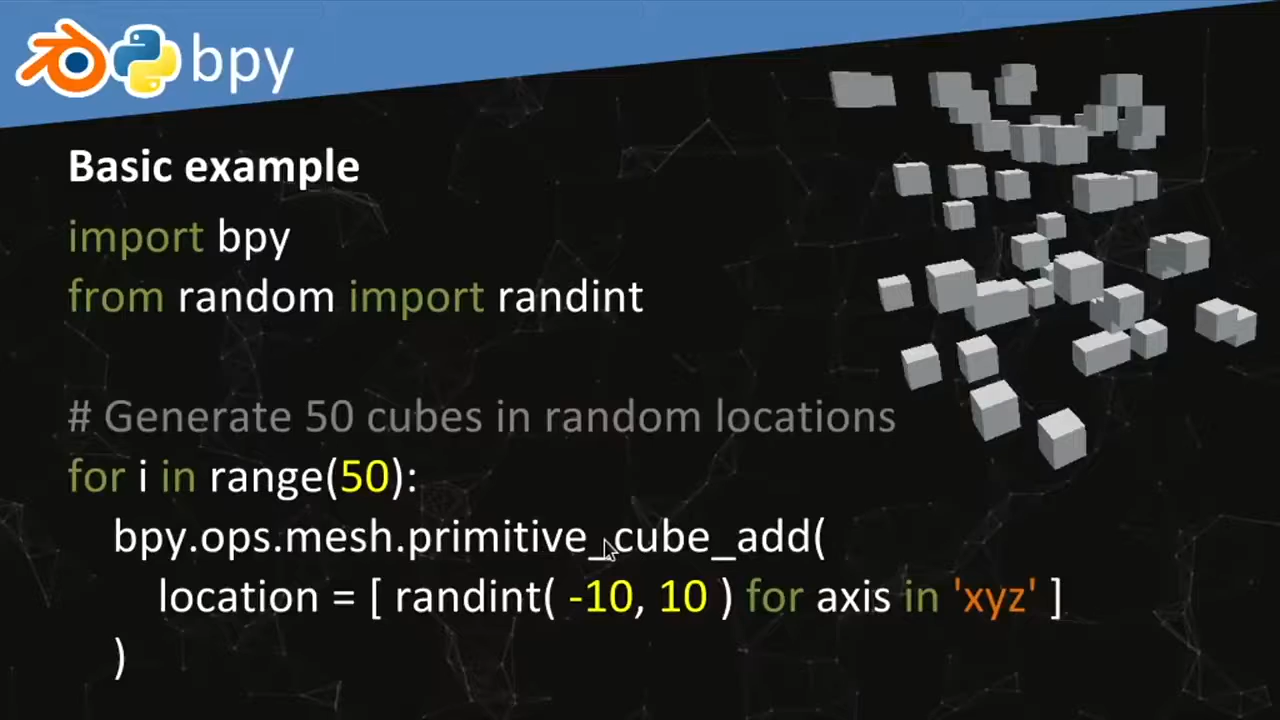 bpy
Basic example
import bpy
from random import randint
# Generate 50 cubes in random locations
for i in range(50):
bpy.ops.mesh.primitive_cube_add(
location = [ randint( -10, 10 ) for axis in 'xyz' ]
)